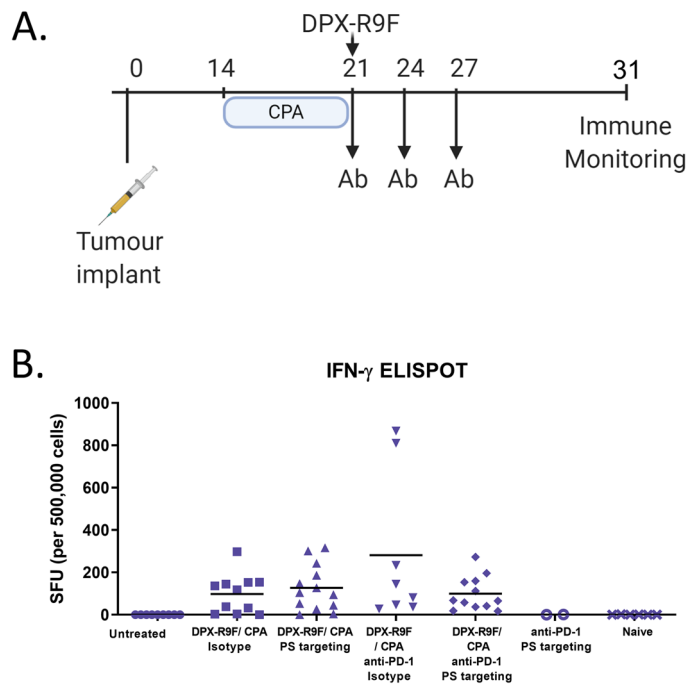 A.
DPX-R9F
0 14 21 24 27 31
CPA
Immune
Monitoring
Ab Ab Ab
Tumour
implant
B.
IFN-γ ELISPOT
SFU (per 500,000 cells)
1000
800
600
400
200
0
Untreated
DPX-R9F/ CPA
Isotype
DPX-R9F/ CPA
PS targeting
DPX-R9F
/ CPA
anti-PD-1
Isotype
DPX-R9F/
CPA
anti-PD-1
PS targeting
anti-PD-1
PS targeting
Naive